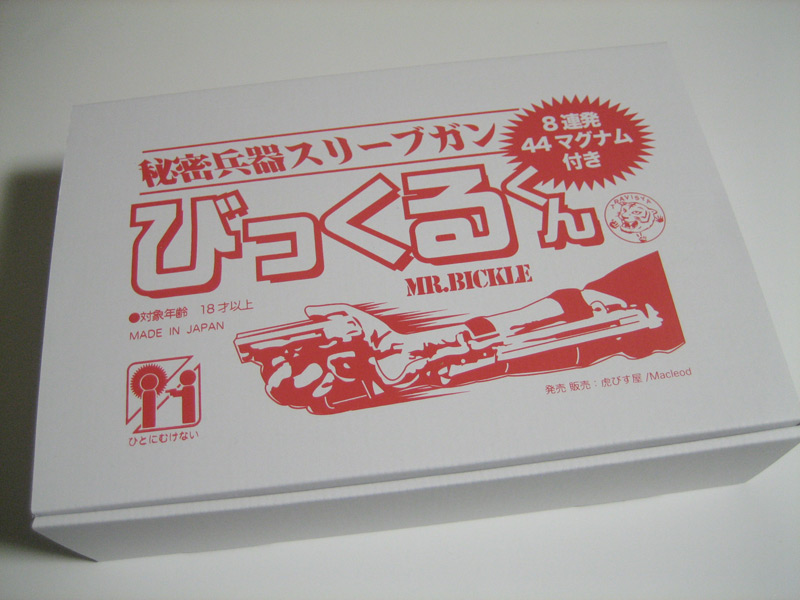 秘密兵器スリーブガン
8連発
44マグナム
付き
びっくるくん
MR.BICKLE
●対象年齢 18才以上
MADE IN JAPAN
ひとにむけない
発売 販売:虎びす屋/Macleod